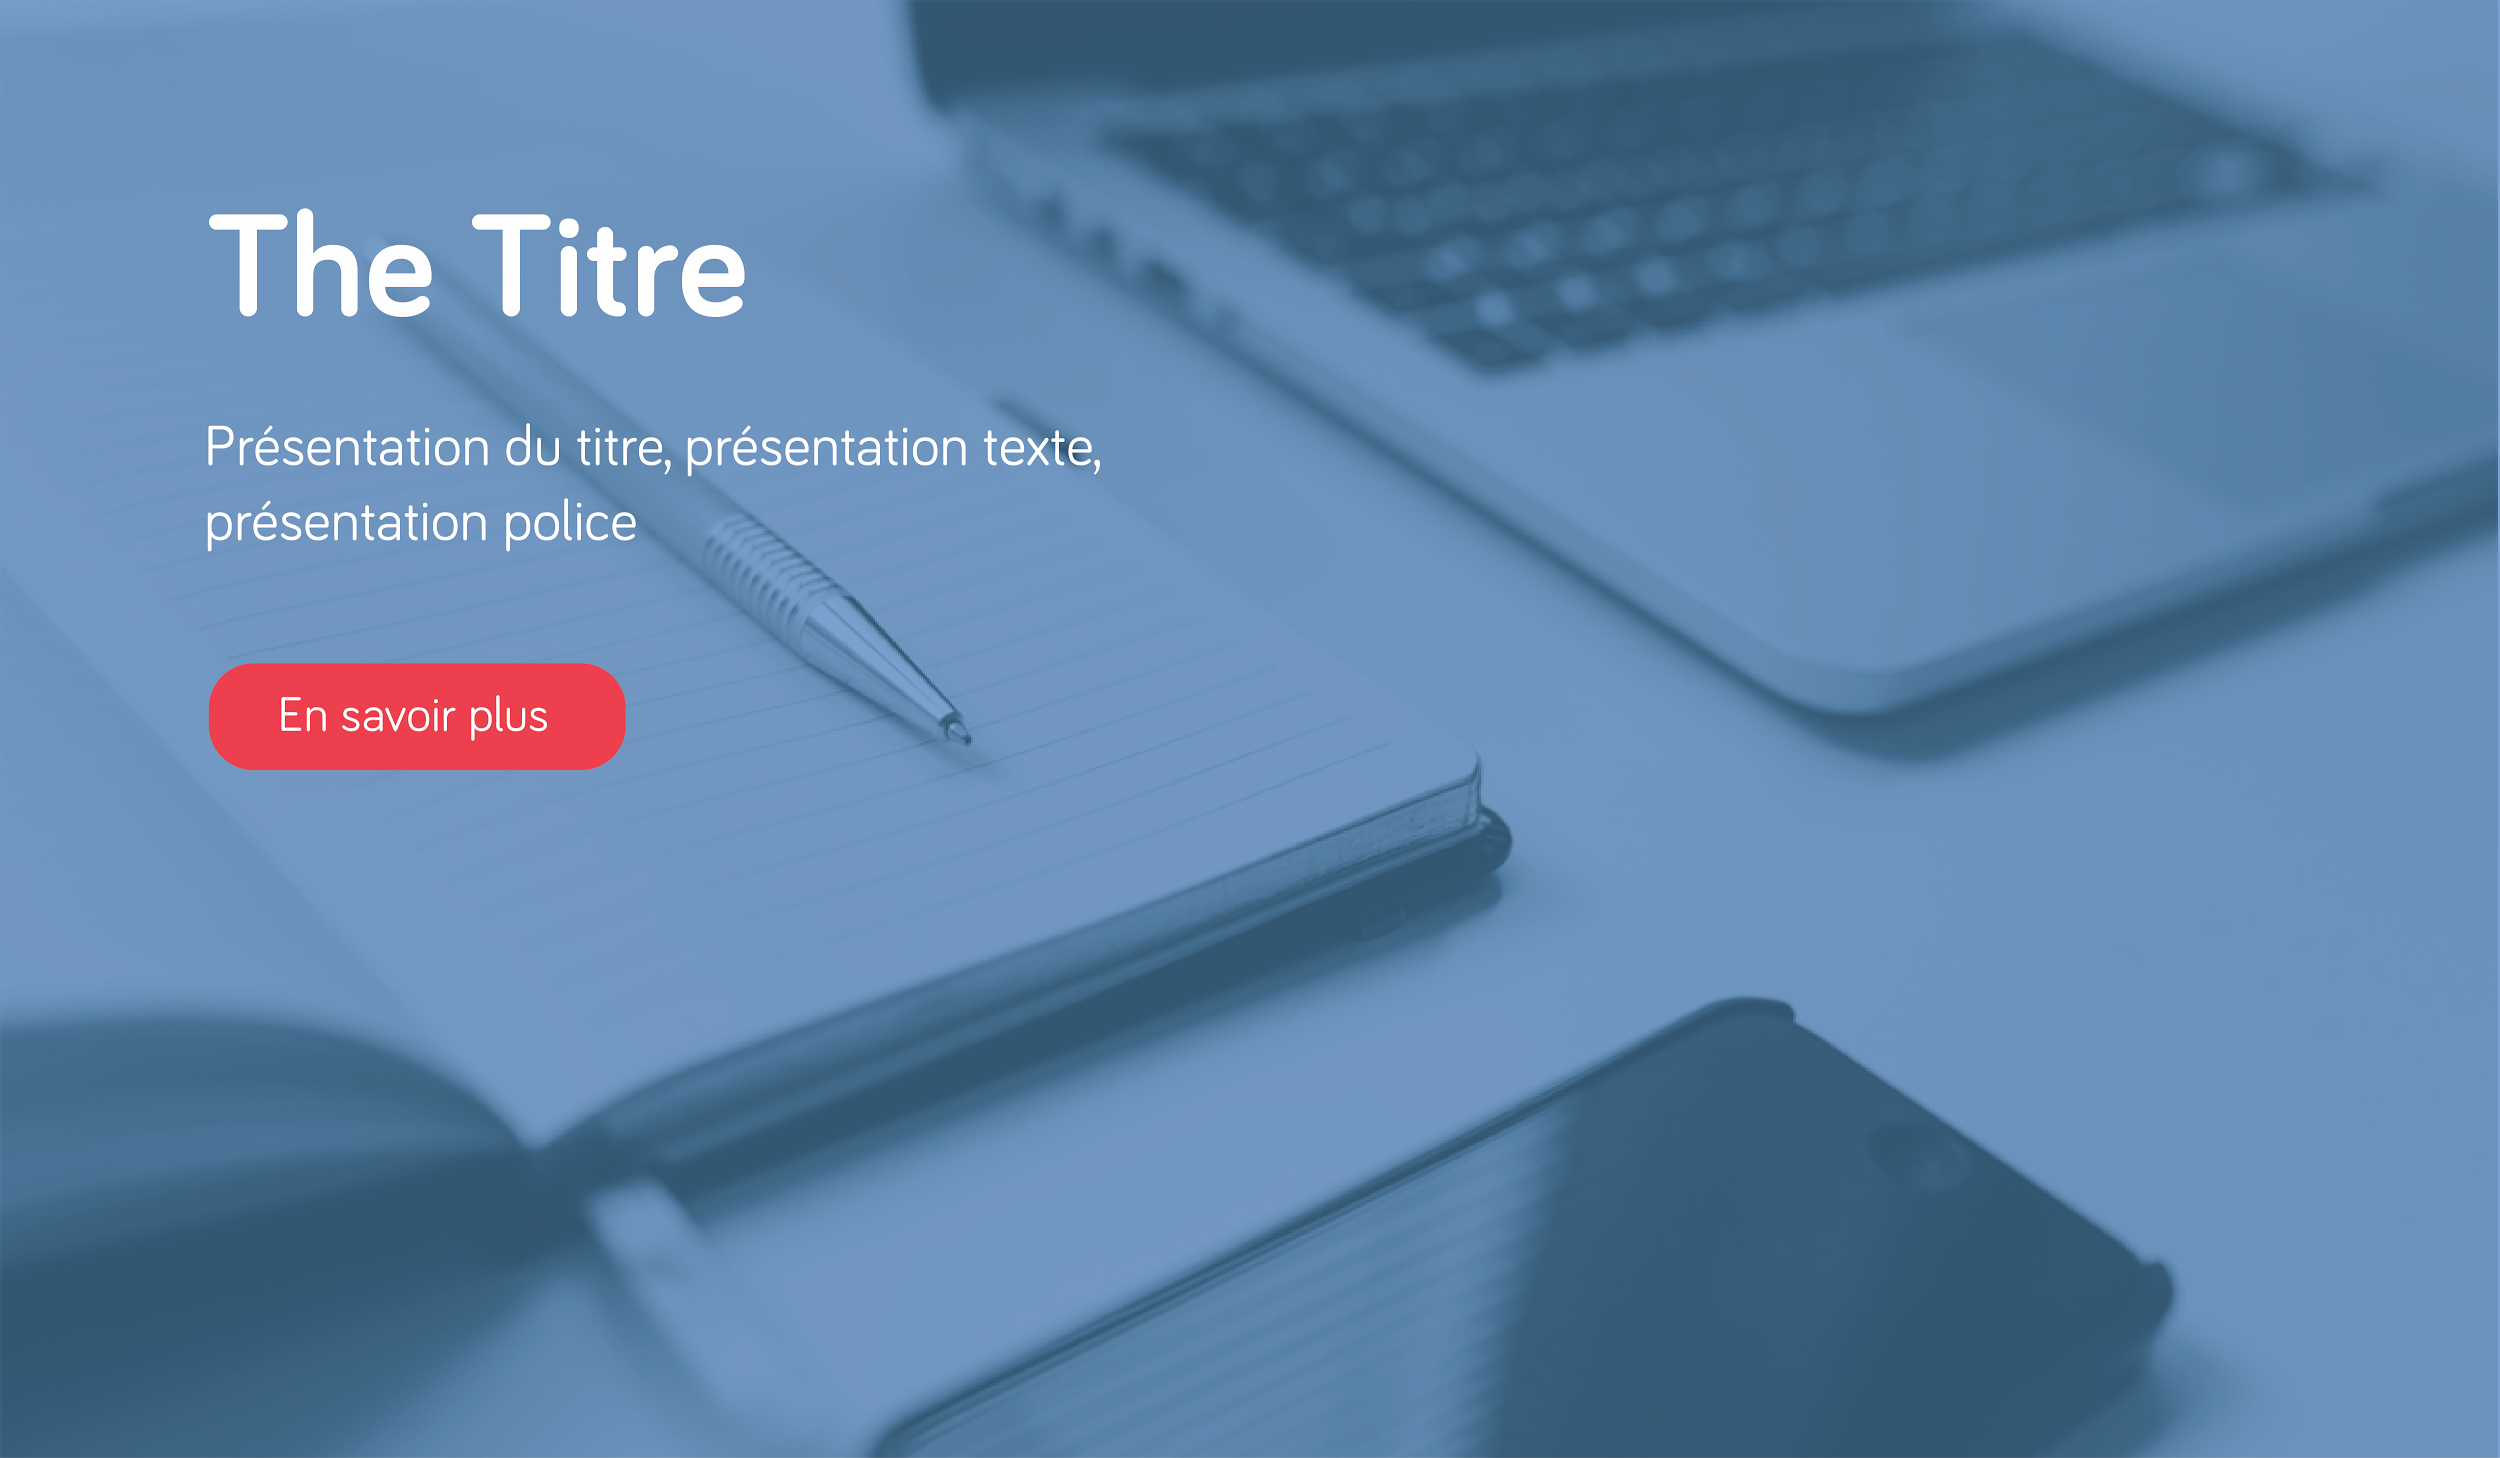 The Titre
Présentation du titre, présentation texte,
présentation police
En savoir plus